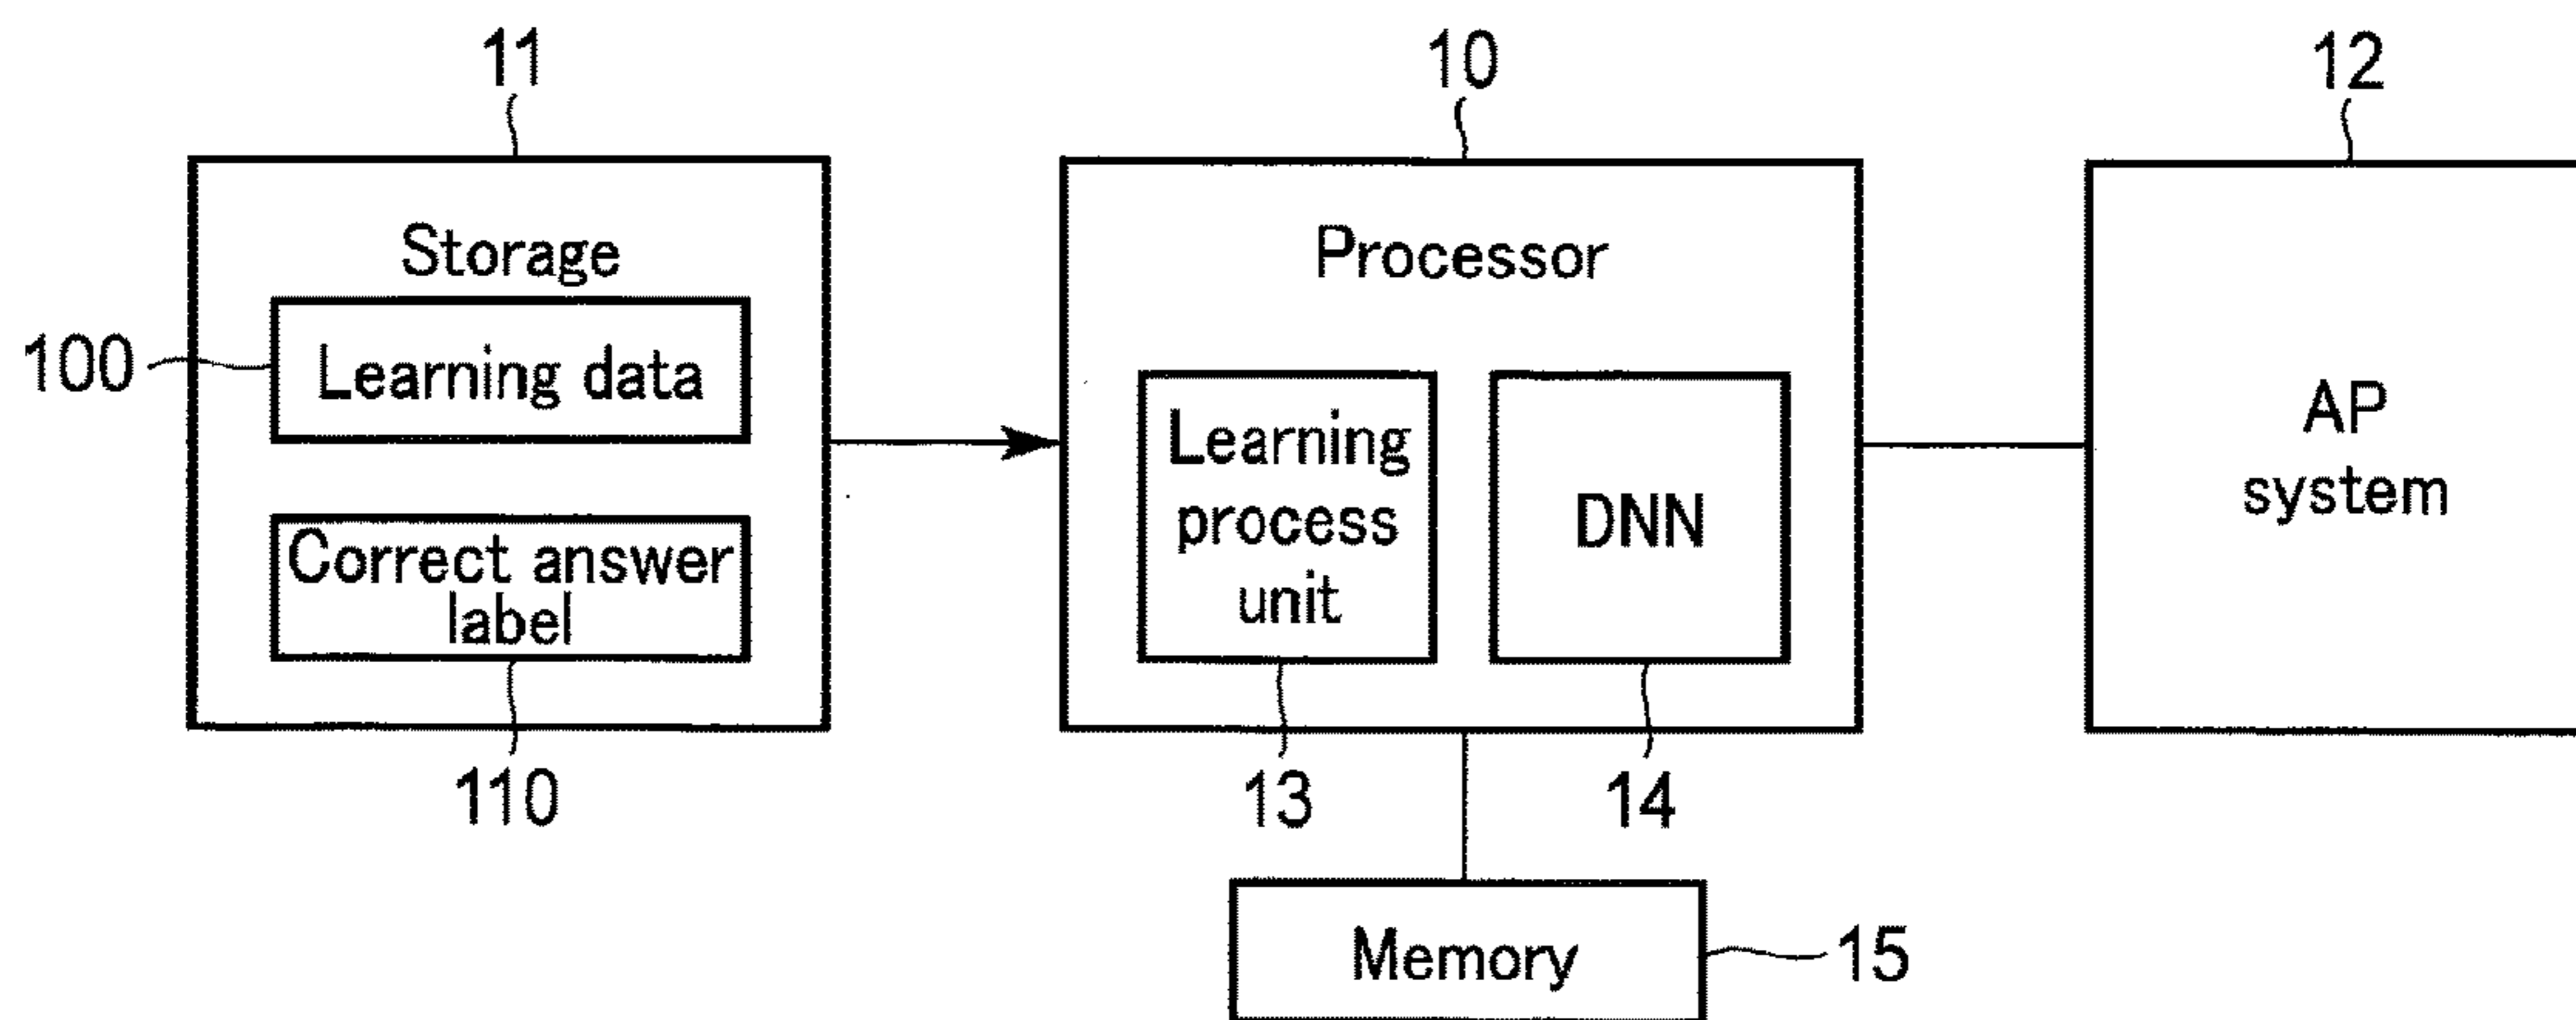 11
10
12
Storage
Processor
100
Learning data
Learning
process
unit
DNN
AP
system
Correct answer
label
110
13
14
Memory
15